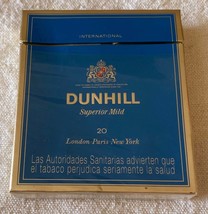 INTERNATIONAL
DUNHILL
Superior Mild
20
London Paris New York
Las Autoridades Sanitarias advierten que
el tabaco perjudica seriamente la salud